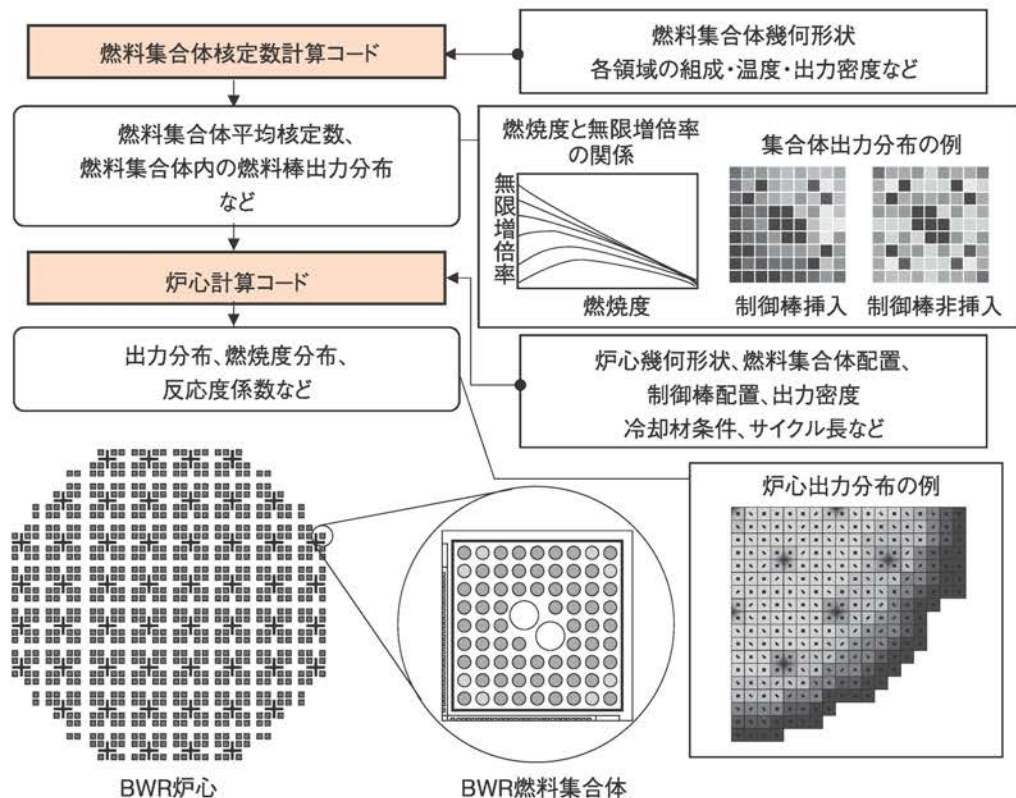 燃料集合体核定数計算コード
燃料集合体幾何形状
各領域の組成・温度・出力密度など
燃料集合体平均核定数、
燃料集合体内の燃料棒出力分布
など
燃焼度と無限増倍率
の関係
無限増倍率
燃焼度
集合体出力分布の例
制御棒挿入
制御棒非挿入
炉心計算コード
出力分布、燃焼度分布、
反応度係数など
炉心幾何形状、燃料集合体配置、
制御棒配置、出力密度
冷却材条件、サイクル長など
炉心出力分布の例
BWR炉心
BWR燃料集合体